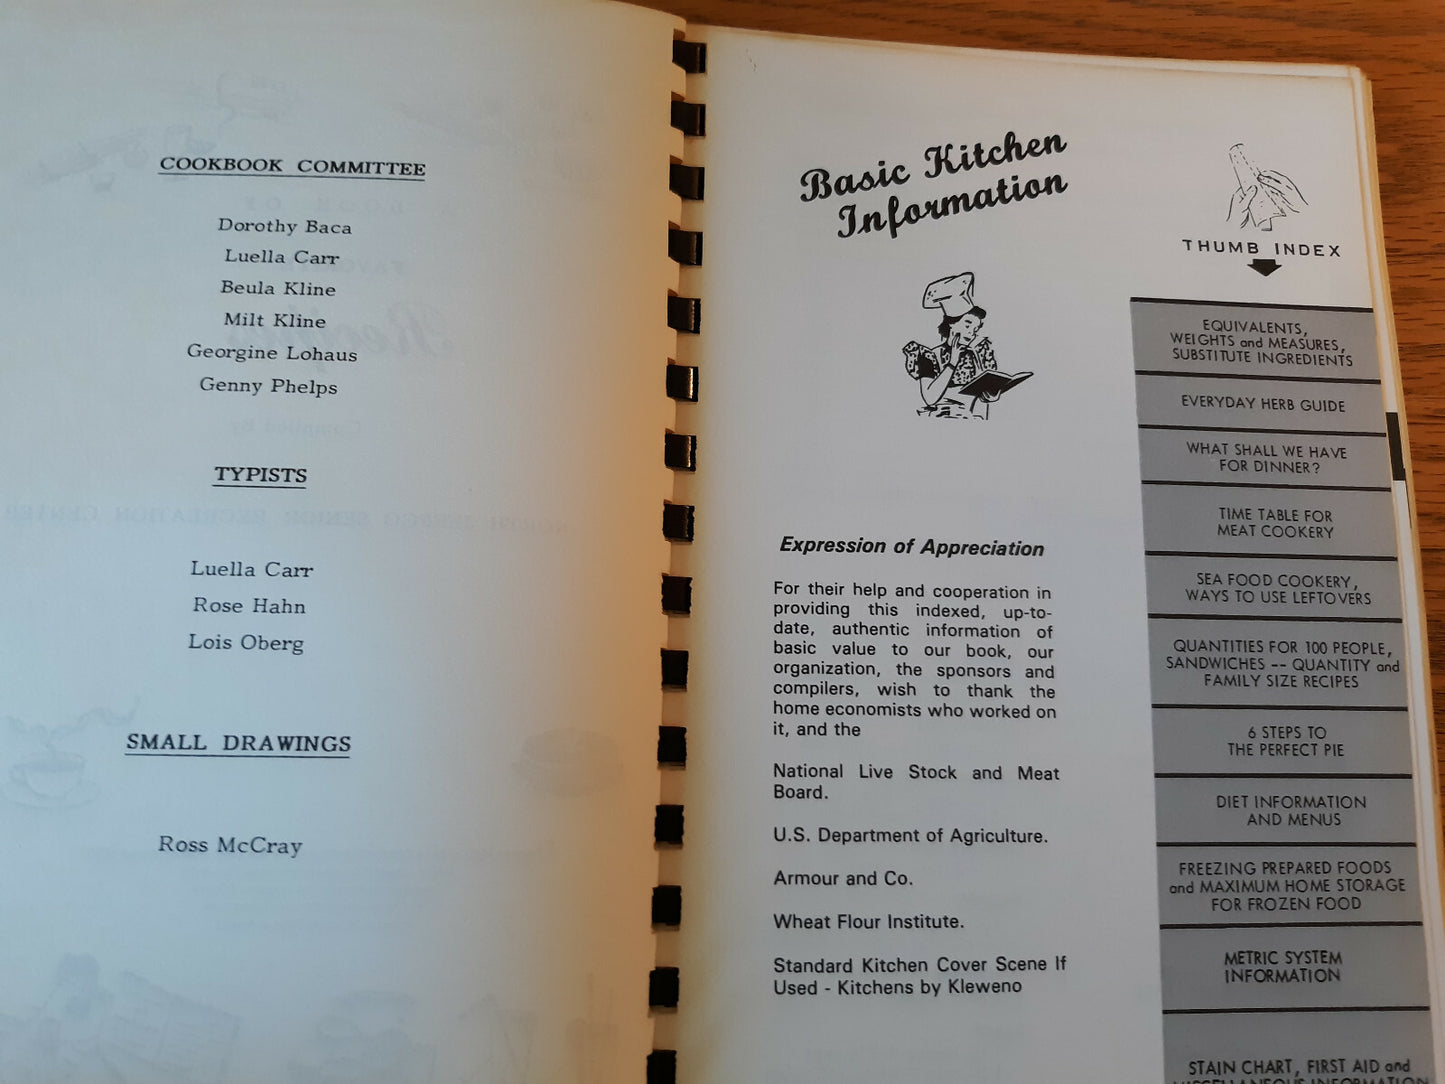 COOKBOOK COMMITTEE
Dorothy Baca
Luella Carr
Beula Kline
Milt Kline
Georgine Lohaus
Genny Phelps
TYPISTS
Luella Carr
Rose Hahn
Lois Oberg
SMALL DRAWINGS
Ross McCray
Basic Kitchen
Information
Expression of Appreciation
For their help and cooperation in
providing this indexed, up-to-
date, authentic information of
basic value to our book, our
organization, the sponsors and
compilers, wish to thank the
home economists who worked on
it, and the
National Live Stock and Meat
Board.
U.S. Department of Agriculture.
Armour and Co.
Wheat Flour Institute.
Standard Kitchen Cover Scene If
Used - Kitchens by Kleweno
THUMB INDEX
EQUIVALENTS,
WEIGHTS and MEASURES,
SUBSTITUTE INGREDIENTS
EVERYDAY HERB GUIDE
WHAT SHALL WE HAVE
FOR DINNER?
TIME TABLE FOR
MEAT COOKERY
SEA FOOD COOKERY,
WAYS TO USE LEFTOVERS
QUANTITIES FOR 100 PEOPLE,
SANDWICHES -- QUANTITY and
FAMILY SIZE RECIPES
6 STEPS TO
THE PERFECT PIE
DIET INFORMATION
AND MENUS
FREEZING PREPARED FOODS
and MAXIMUM HOME STORAGE
FOR FROZEN FOOD
METRIC SYSTEM
INFORMATION
STAIN CHART, FIRST AID and